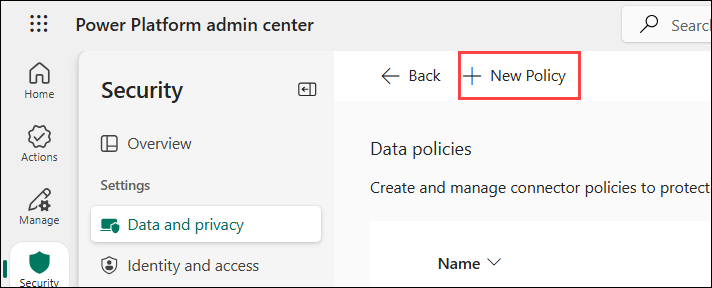 Power Platform admin center
Search
Home
Actions
Manage
Security
Security
Overview
Settings
Data and privacy
Identity and access
Back
New Policy
Data policies
Create and manage connector policies to protect
Name